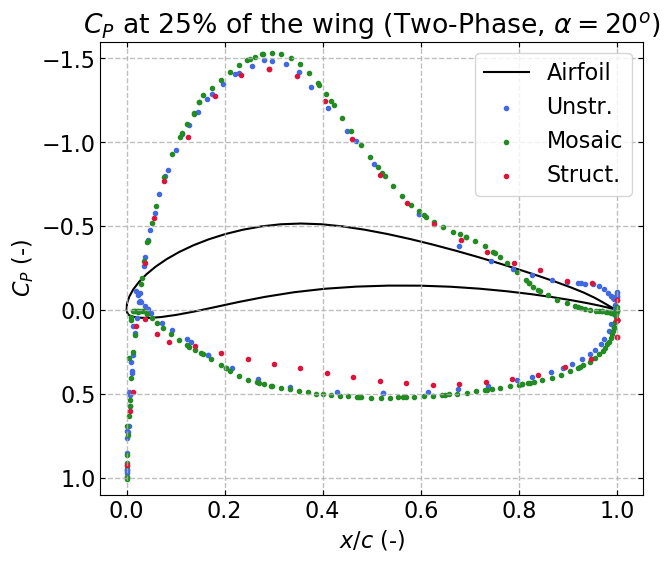 C_P at 25% of the wing (Two-Phase, α = 20°)
Airfoil
Unstr.
Mosaic
Struct.
C_P (-)
−1.5
−1.0
−0.5
0.0
0.5
1.0
0.0 0.2 0.4 0.6 0.8 1.0
x/c (-)